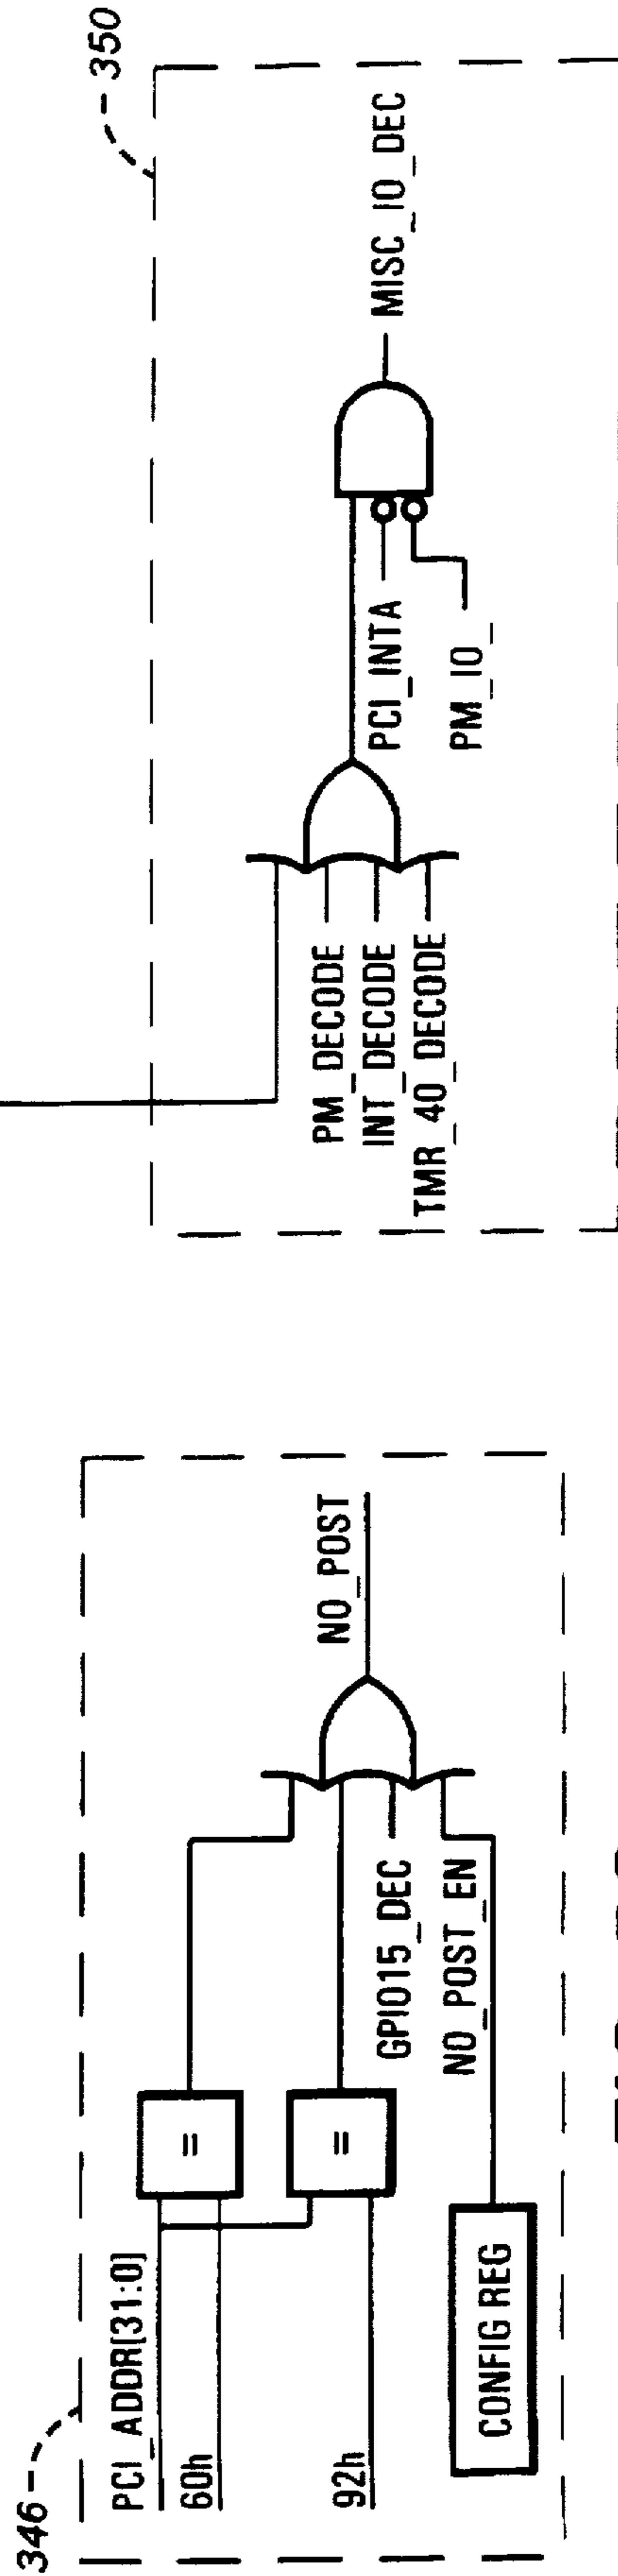 346
PCI_ADDR[31:0]
60h
=
92h
=
GPIO15_DEC
NO_POST_EN
CONFIG REG
NO_POST
350
PM_DECODE
INT_DECODE
TMR_40_DECODE
PCI_INTA
PM_IO_
MISC_IO_DEC